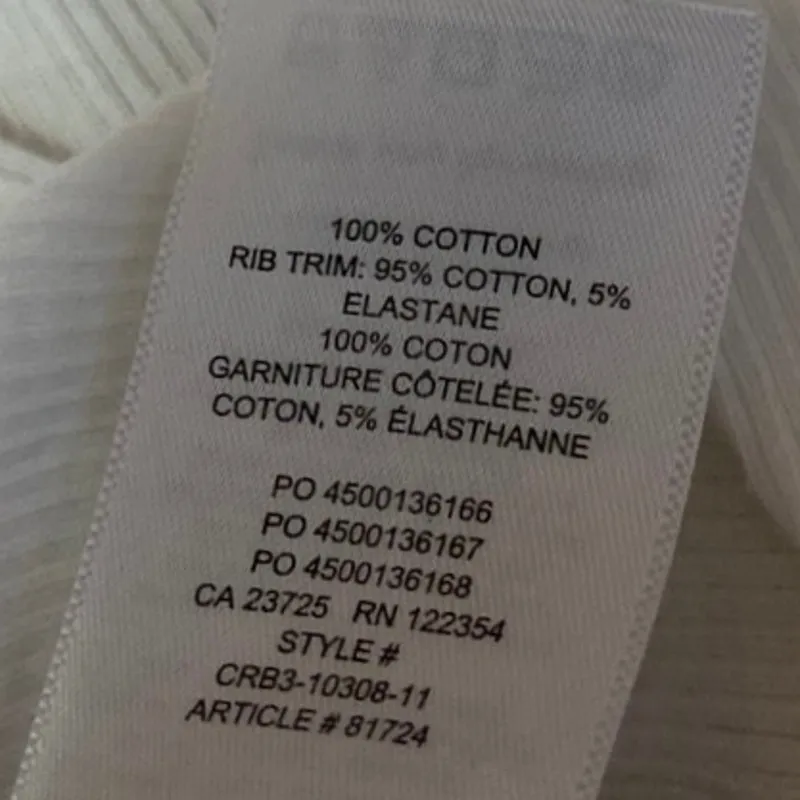 100% COTTON
RIB TRIM: 95% COTTON, 5%
ELASTANE
100% COTON
GARNITURE CÔTELÉE: 95%
COTON, 5% ÉLASTHANNE
PO 4500136166
PO 4500136167
PO 4500136168
CA 23725 RN 122354
STYLE #
CRB3-10308-11
ARTICLE # 81724